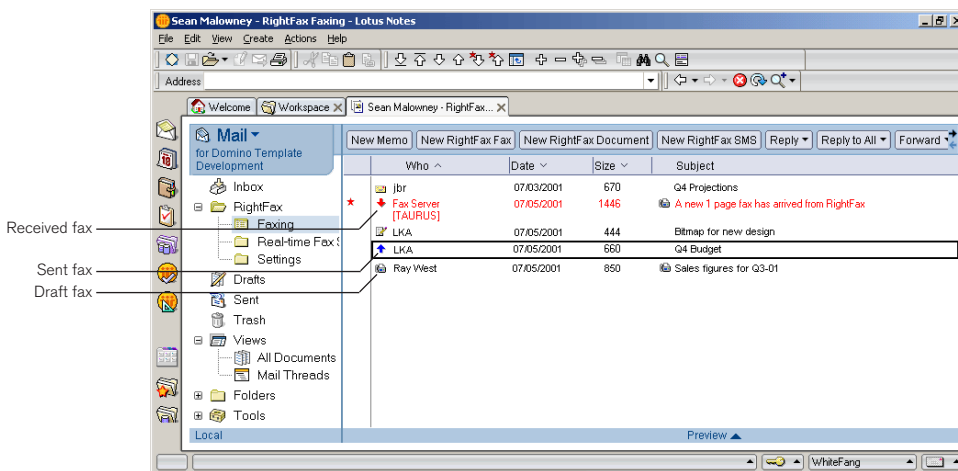 Sean Malowney - RightFax Faxing - Lotus Notes
File Edit View Create Actions Help
Address
Welcome Workspace Sean Malowney - RightFax...
Mail
for Domino Template
Development
New Memo New RightFax Fax New RightFax Document New RightFax SMS Reply Reply to All Forward
Who Date Size Subject
Inbox
RightFax
Faxing
Real-time Fax S
Settings
Drafts
Sent
Trash
Views
All Documents
Mail Threads
Folders
Tools
Local
jbr 07/03/2001 670 Q4 Projections
Fax Server 07/05/2001 1446 A new 1 page fax has arrived from RightFax
[TAURUS]
LKA 07/05/2001 444 Bitmap for new design
LKA 07/05/2001 660 Q4 Budget
Ray West 07/05/2001 850 Sales figures for Q3-01
Received fax
Sent fax
Draft fax
Preview
WhiteFang